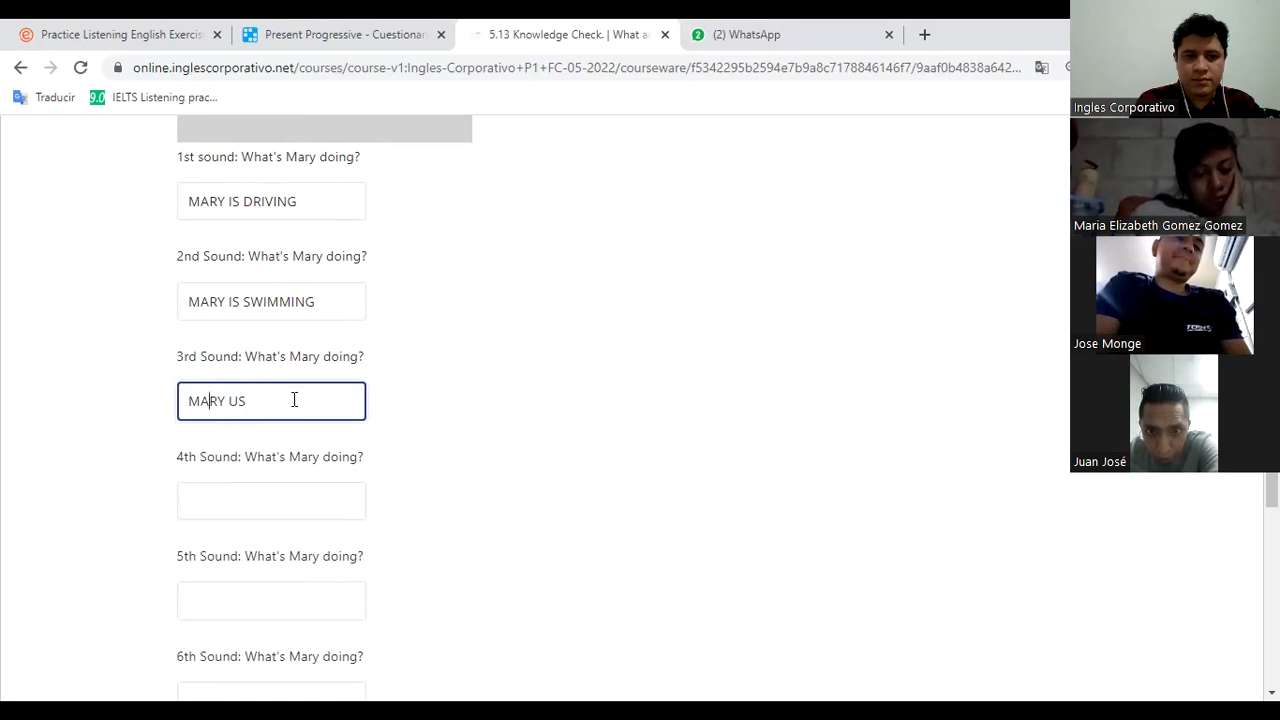 Practice Listening English Exercis
Present Progressive - Cuestionar
5.13 Knowledge Check. | What a
(2) WhatsApp
online.inglescorporativo.net/courses/course-v1:Ingles-Corporativo+P1+FC-05-2022/courseware/f5342295b2594e7b9a8c7178846146f7/9aaf0b4838a642...
Traducir
9.0 IELTS Listening prac...
1st sound: What's Mary doing?
MARY IS DRIVING
2nd Sound: What's Mary doing?
MARY IS SWIMMING
3rd Sound: What's Mary doing?
MARY US
4th Sound: What's Mary doing?
5th Sound: What's Mary doing?
6th Sound: What's Mary doing?
Ingles Corporativo
Maria Elizabeth Gomez Gomez
Jose Monge
Juan José